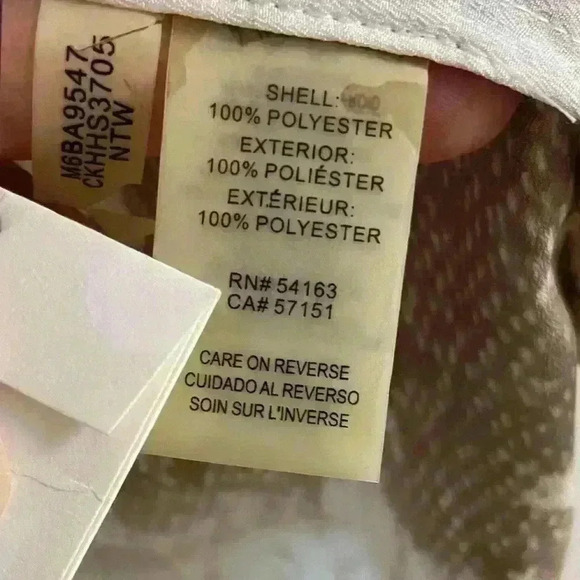 M6BA9547
CKHHS3705
NTW
SHELL:
100% POLYESTER
EXTERIOR:
100% POLIÉSTER
EXTÉRIEUR:
100% POLYESTER
RN# 54163
CA# 57151
CARE ON REVERSE
CUIDADO AL REVERSO
SOIN SUR L'INVERSE